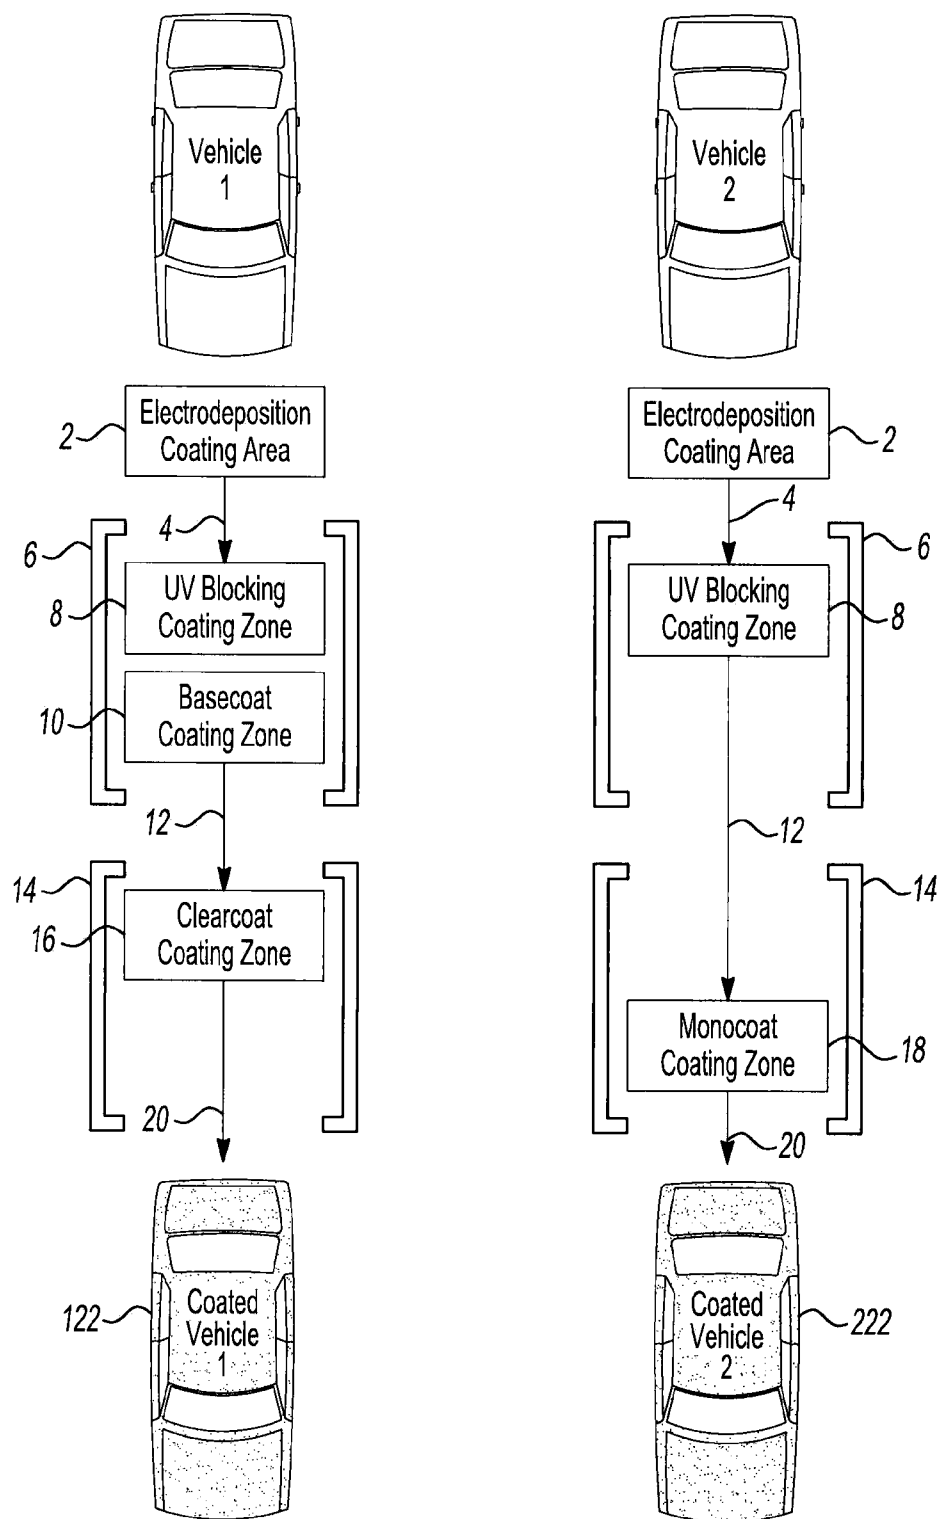 Vehicle
1
Vehicle
2
Electrodeposition
Coating Area
2
Electrodeposition
Coating Area
2
4
4
6
6
UV Blocking
Coating Zone
8
UV Blocking
Coating Zone
8
Basecoat
Coating Zone
10
12
12
14
14
Clearcoat
Coating Zone
16
Monocoat
Coating Zone
18
20
20
Coated
Vehicle
1
122
Coated
Vehicle
2
222